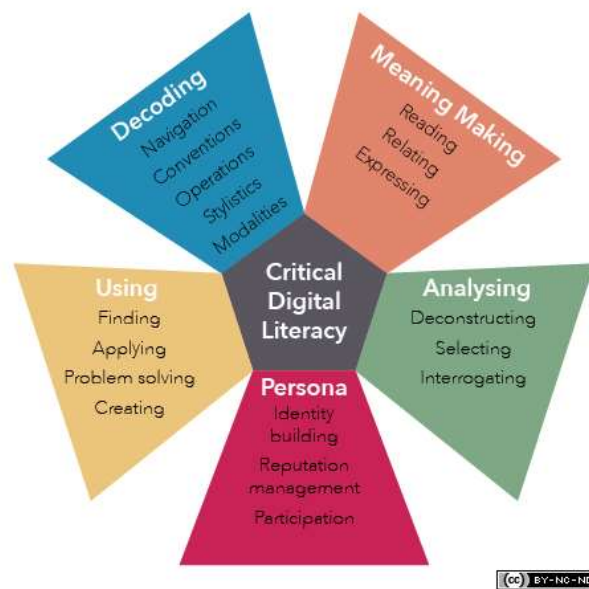 Decoding
Navigation
Conventions
Operations
Stylistics
Modalities
Meaning Making
Reading
Relating
Expressing
Critical
Digital
Literacy
Using
Finding
Applying
Problem solving
Creating
Analysing
Deconstructing
Selecting
Interrogating
Persona
Identity
building
Reputation
management
Participation
cc BY-NC-ND